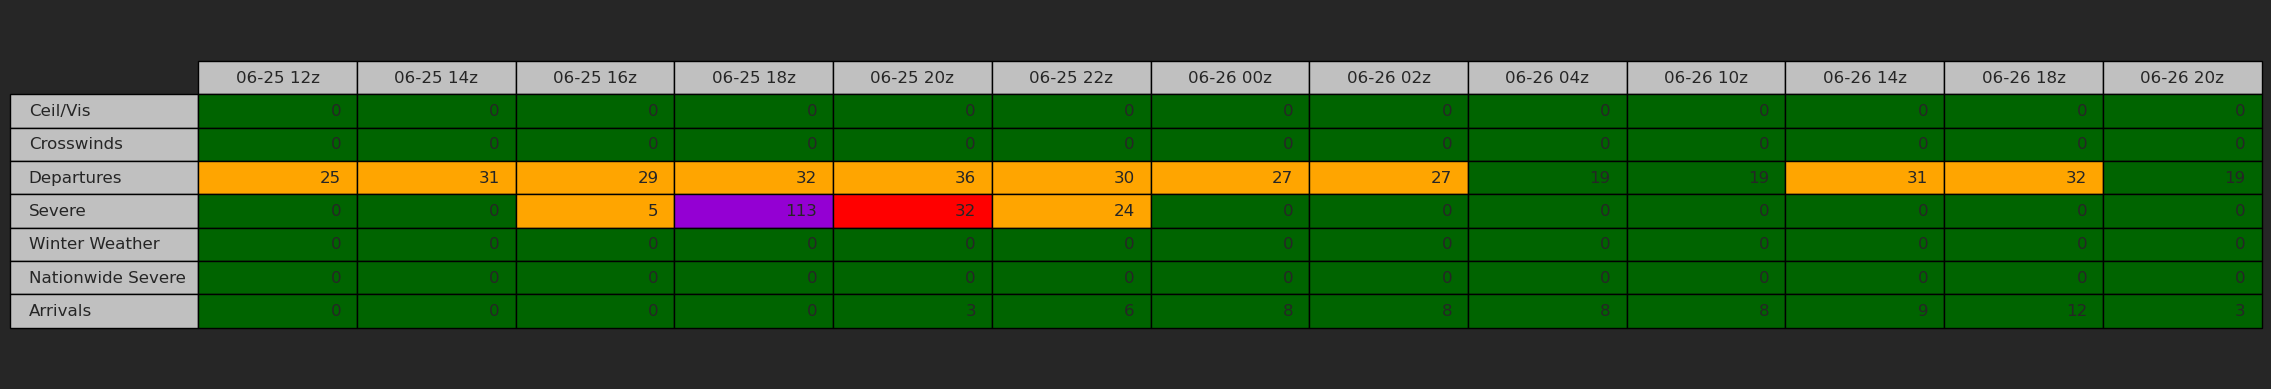 06-25 12z 06-25 14z 06-25 16z 06-25 18z 06-25 20z 06-25 22z 06-26 00z 06-26 02z 06-26 04z 06-26 10z 06-26 14z 06-26 18z 06-26 20z
Ceil/Vis 0 0 0 0 0 0 0 0 0 0 0 0 0
Crosswinds 0 0 0 0 0 0 0 0 0 0 0 0 0
Departures 25 31 29 32 36 30 27 27 19 19 31 32 19
Severe 0 0 5 113 32 24 0 0 0 0 0 0 0
Winter Weather 0 0 0 0 0 0 0 0 0 0 0 0 0
Nationwide Severe 0 0 0 0 0 0 0 0 0 0 0 0 0
Arrivals 0 0 0 0 3 6 8 8 8 8 9 12 3